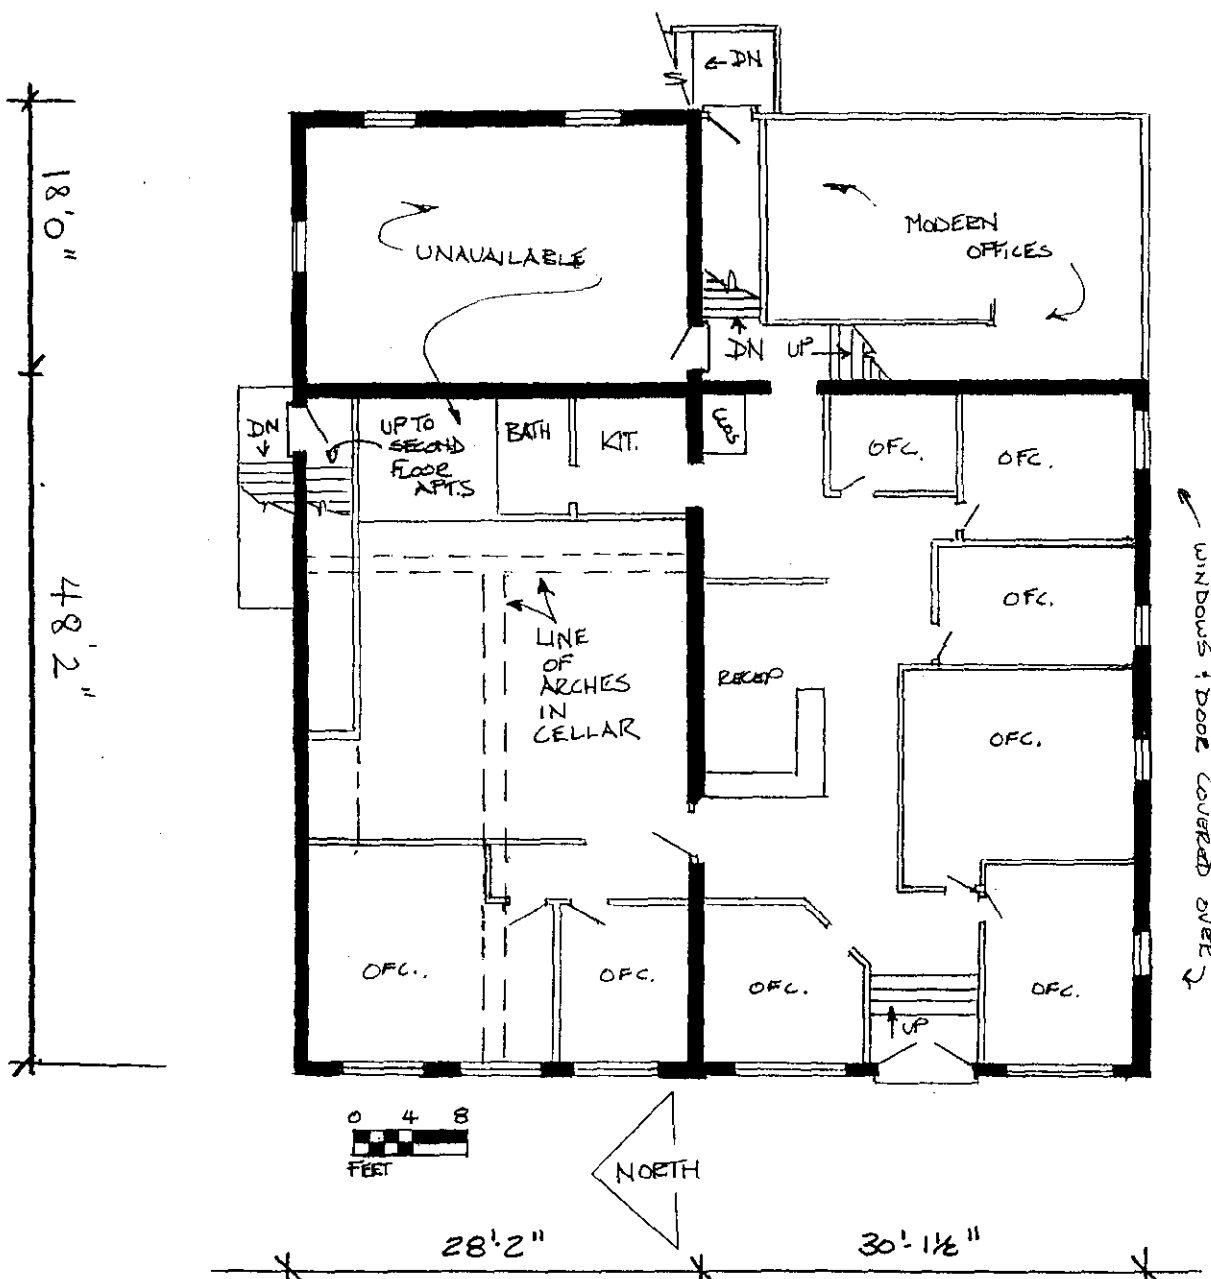 ←DN
18'0"
UNAVAILABLE
MODERN
OFFICES
DN
UP
DN
UP TO
SECOND
FLOOR
APTS
BATH
KIT.
OFC.
OFC.
OFC.
LINE
OF
ARCHES
IN
CELLAR
RECEP
OFC.
48'2"
WINDOWS + DOOR COVERED OVER
OFC..
OFC.
OFC.
OFC.
UP
0 4 8
FEET
NORTH
28'2"
30'-1½"